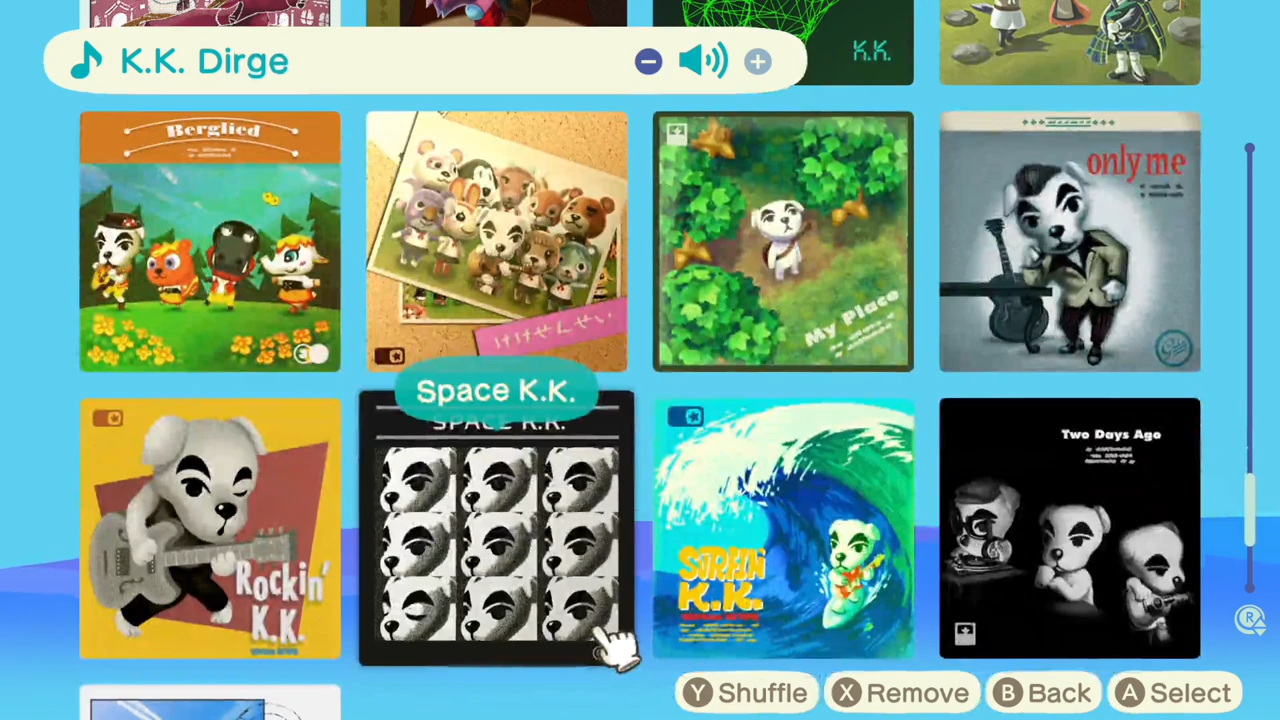 K.K.
K.K. Dirge
Berglied
けけせんせい
My Place
only me
Space K.K.
SPACE K.K.
Rockin'
K.K.
SURFIN'
K.K.
Two Days Ago
R
Y Shuffle
X Remove
B Back
A Select